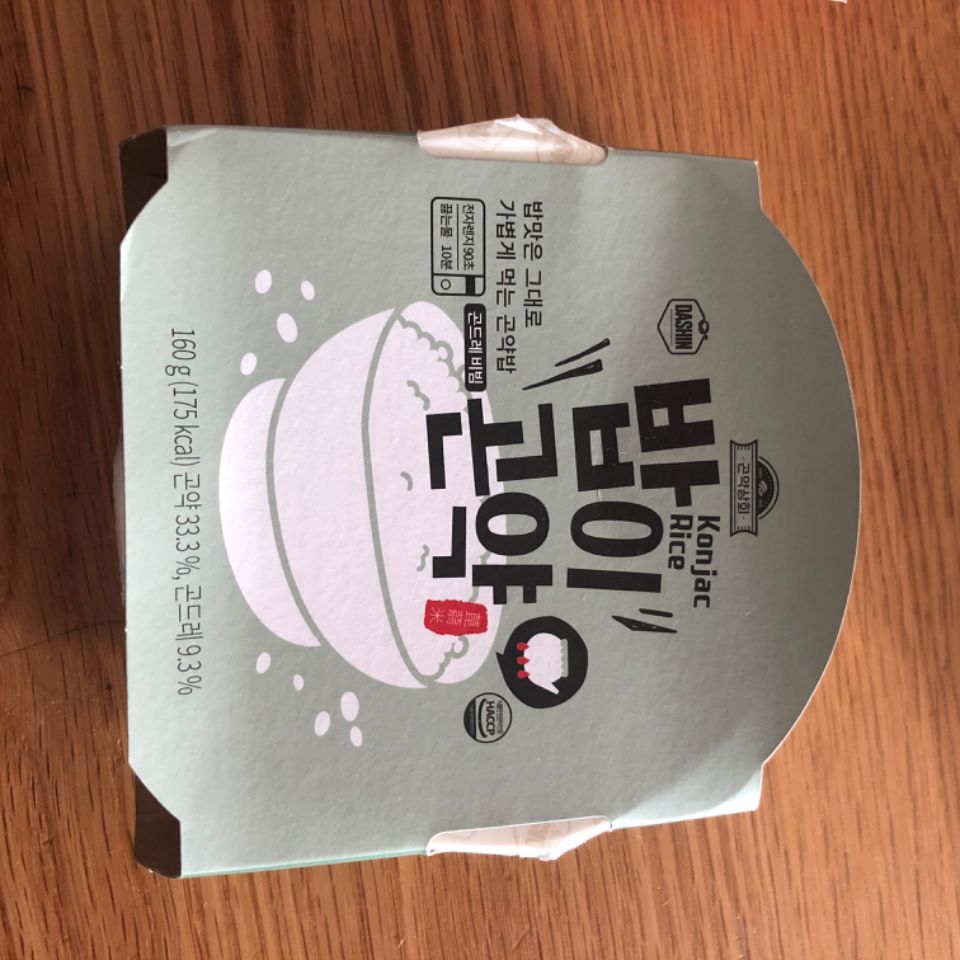 곤약상회
DASHIN
Konjac
Rice
밥이
곤약
밥맛은 그대로
가볍게 먹는 곤약밥
곤드레 비빔
전자렌지 90초
끓는물 10분
HACCP
160 g (175 kcal) 곤약 33.3 %, 곤드레 9.3 %